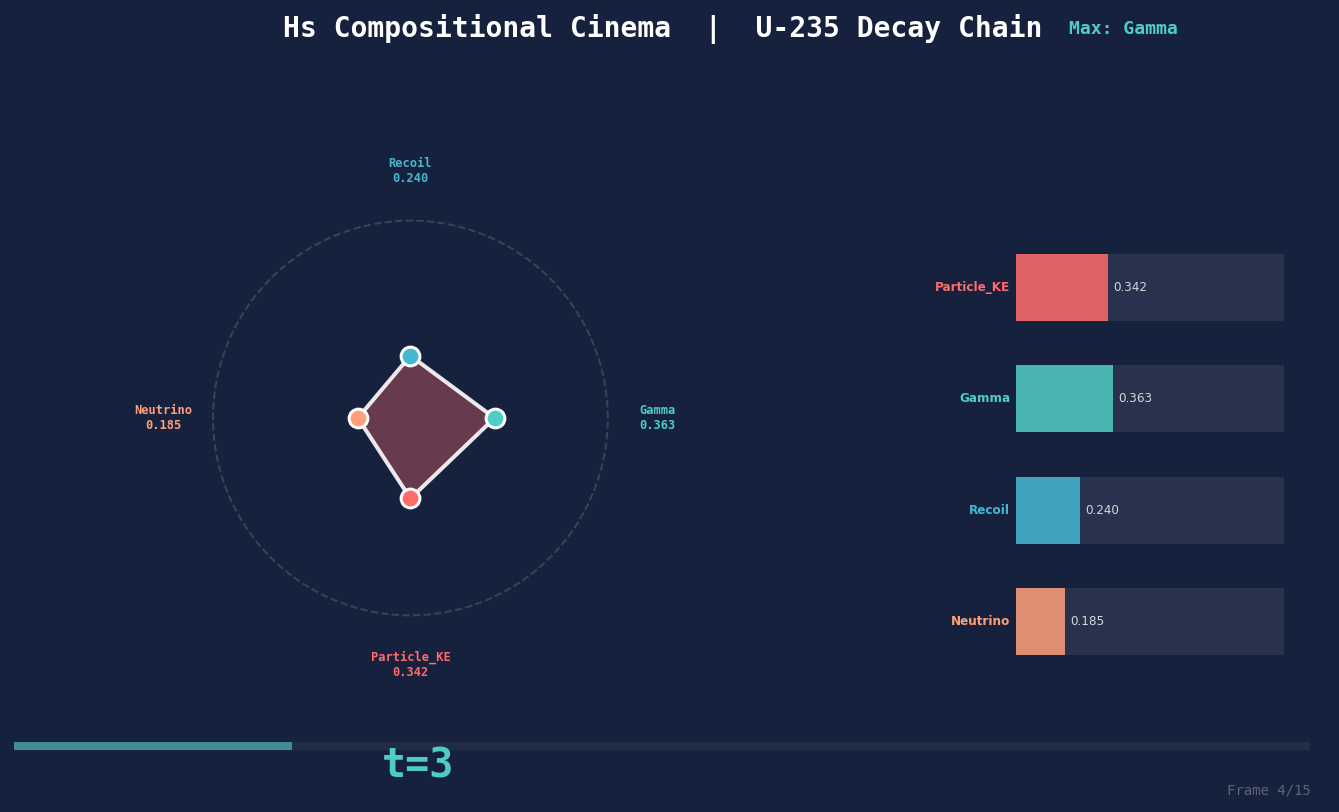 Hs Compositional Cinema  |  U-235 Decay Chain
Max: Gamma
Recoil
0.240
Neutrino
0.185
Gamma
0.363
Particle_KE
0.342
Particle_KE
0.342
Gamma
0.363
Recoil
0.240
Neutrino
0.185
t=3
Frame 4/15